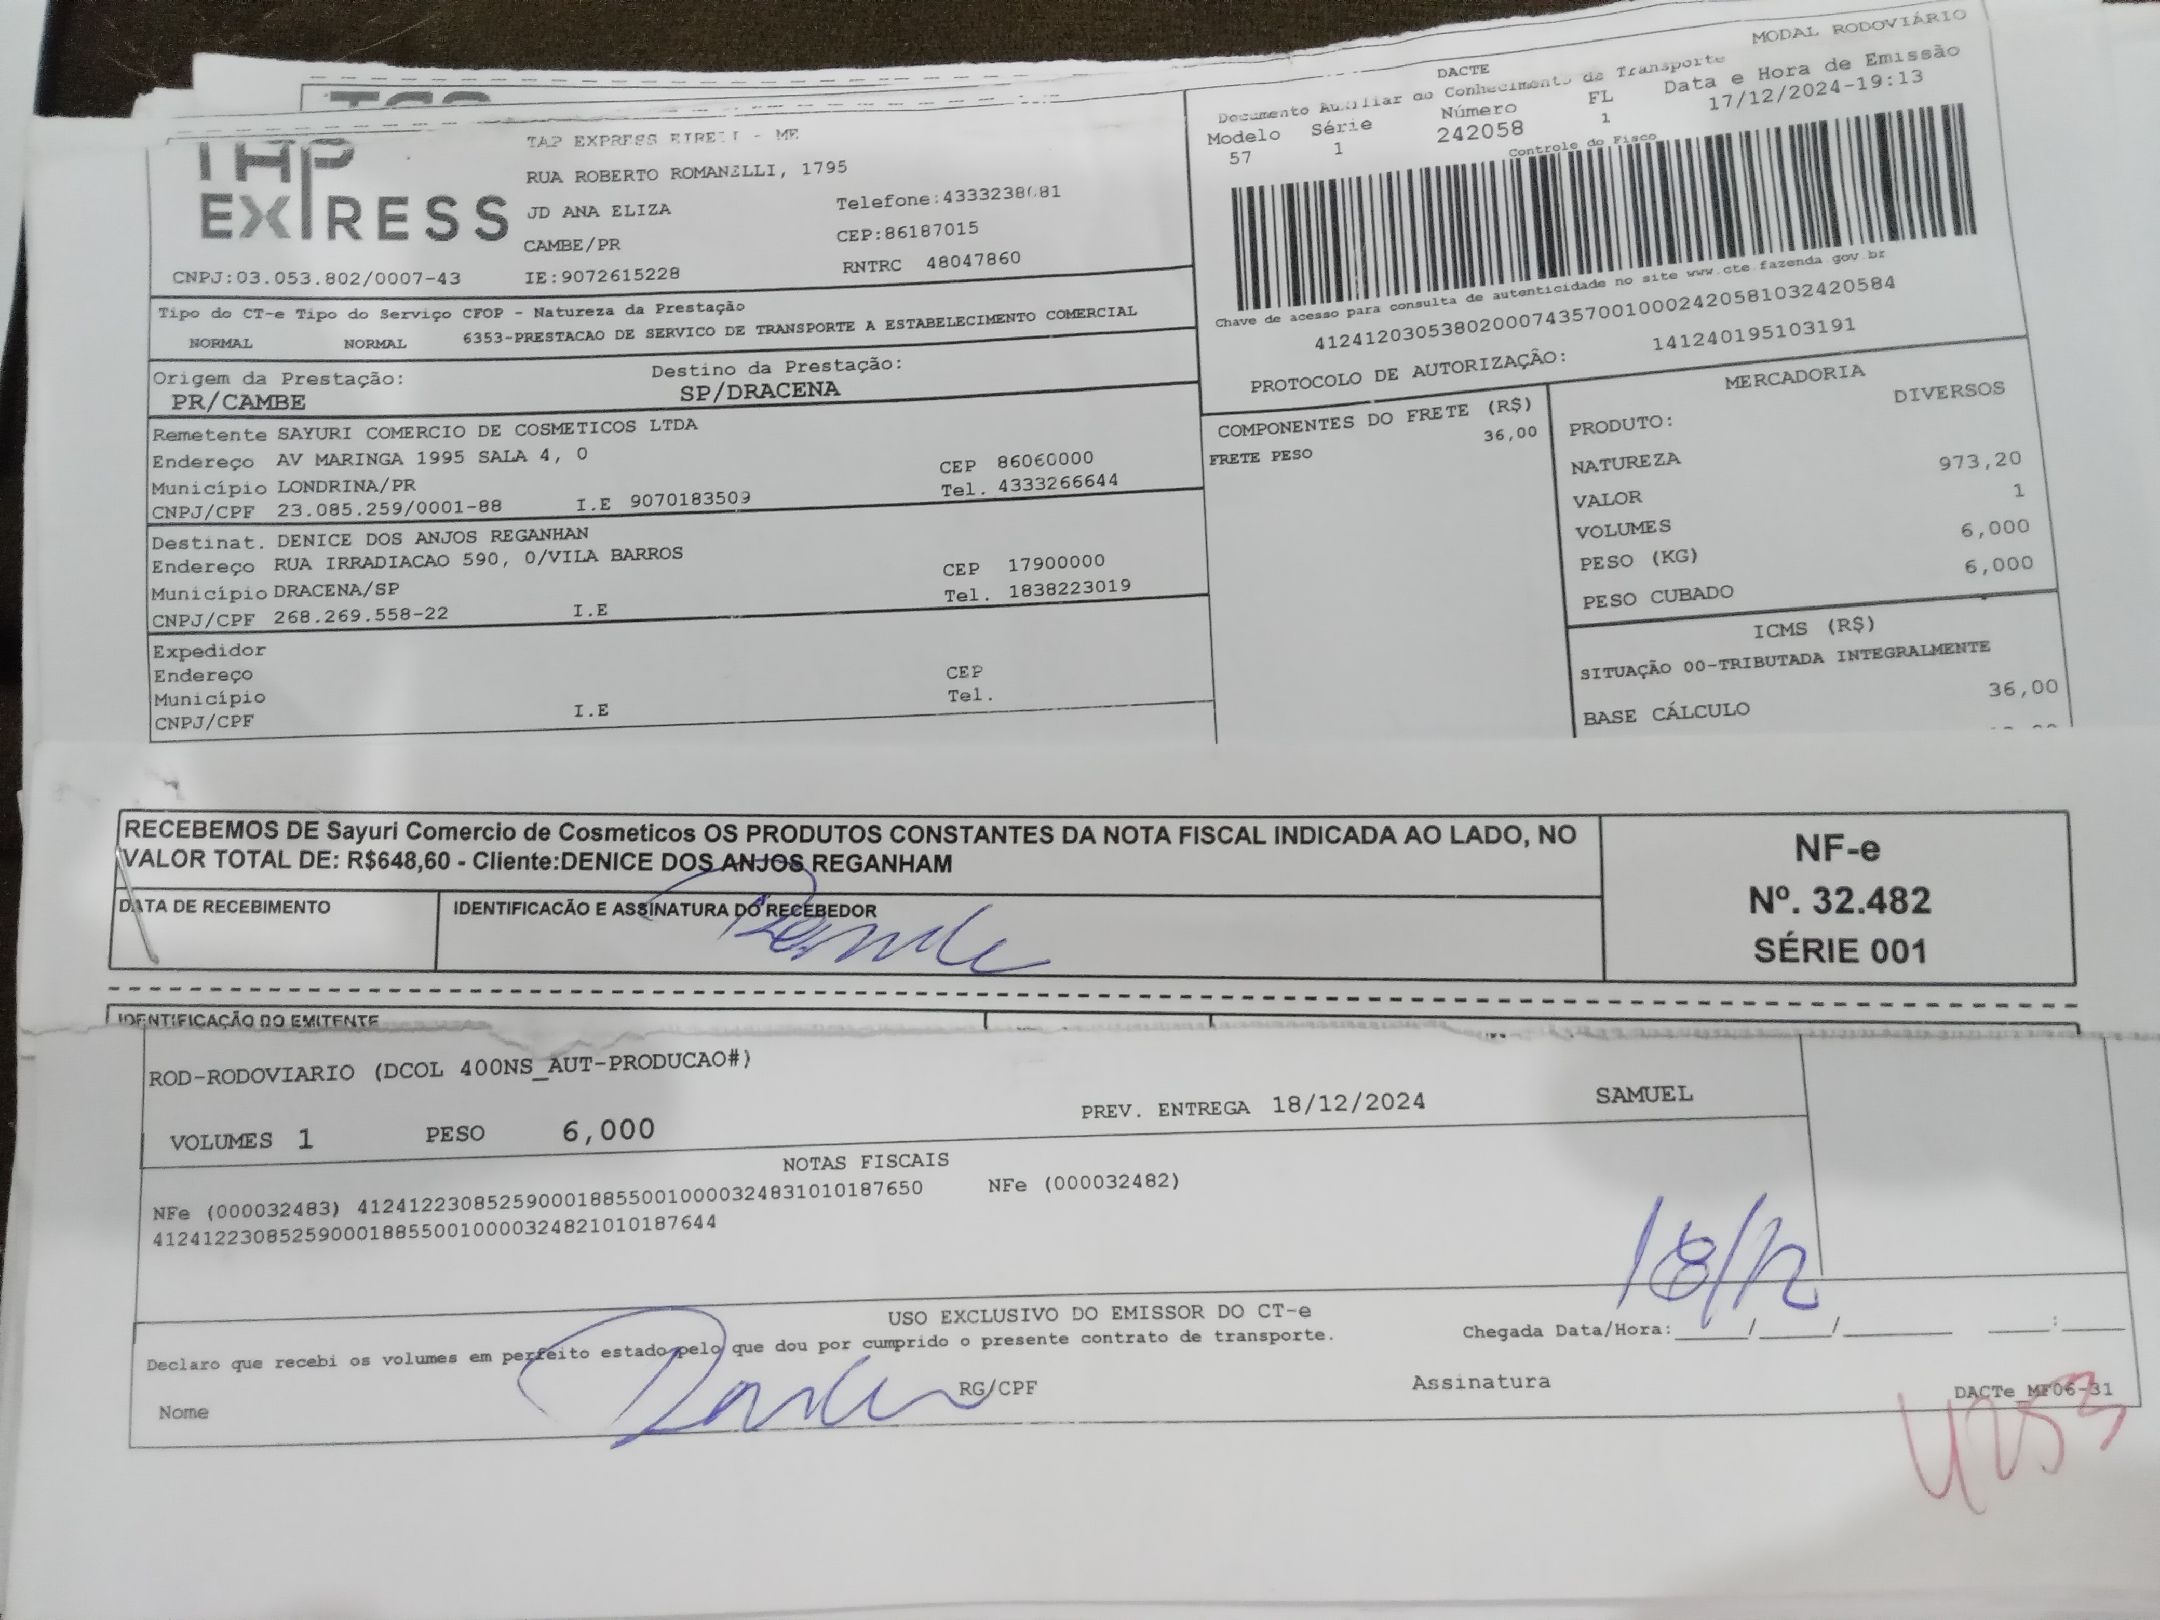 MODAL RODOVIÁRIO
DACTE
Documento Auxiliar do Conhecimento de Transporte
Modelo Série Número FL Data e Hora de Emissão
57 1 242058 1 17/12/2024-19:13
Controle do Fisco
TAP EXPRESS
TAP EXPRESS EIRELI - ME
RUA ROBERTO ROMANELLI, 1795
JD ANA ELIZA Telefone:4333238681
CAMBE/PR CEP:86187015
CNPJ:03.053.802/0007-43 IE:9072615228 RNTRC 48047860
Chave de acesso para consulta de autenticidade no site www.cte.fazenda.gov.br
41241203053802000743570010002420581032420584
PROTOCOLO DE AUTORIZAÇÃO: 141240195103191
Tipo do CT-e Tipo do Serviço CFOP - Natureza da Prestação
NORMAL NORMAL 6353-PRESTACAO DE SERVICO DE TRANSPORTE A ESTABELECIMENTO COMERCIAL
Origem da Prestação: Destino da Prestação:
PR/CAMBE SP/DRACENA
Remetente SAYURI COMERCIO DE COSMETICOS LTDA
Endereço AV MARINGA 1995 SALA 4, 0 CEP 86060000
Município LONDRINA/PR Tel. 4333266644
CNPJ/CPF 23.085.259/0001-88 I.E 9070183509
Destinat. DENICE DOS ANJOS REGANHAN
Endereço RUA IRRADIACAO 590, 0/VILA BARROS CEP 17900000
Município DRACENA/SP Tel. 1838223019
CNPJ/CPF 268.269.558-22 I.E
Expedidor
Endereço CEP
Município Tel.
CNPJ/CPF I.E
COMPONENTES DO FRETE (R$)
FRETE PESO 36,00
MERCADORIA
PRODUTO: DIVERSOS
NATUREZA
VALOR 973,20
VOLUMES 1
PESO (KG) 6,000
PESO CUBADO 6,000
ICMS (R$)
SITUAÇÃO 00-TRIBUTADA INTEGRALMENTE
BASE CÁLCULO 36,00
RECEBEMOS DE Sayuri Comercio de Cosmeticos OS PRODUTOS CONSTANTES DA NOTA FISCAL INDICADA AO LADO, NO
VALOR TOTAL DE: R$648,60 - Cliente:DENICE DOS ANJOS REGANHAM
DATA DE RECEBIMENTO IDENTIFICAÇÃO E ASSINATURA DO RECEBEDOR
NF-e
Nº. 32.482
SÉRIE 001
IDENTIFICAÇÃO DO EMITENTE
ROD-RODOVIARIO (DCOL 400NS_AUT-PRODUCAO#)
VOLUMES 1 PESO 6,000 PREV. ENTREGA 18/12/2024 SAMUEL
NOTAS FISCAIS
NFe (000032483) 41241223085259000188550010000324831010187650 NFe (000032482)
41241223085259000188550010000324821010187644
18/12
USO EXCLUSIVO DO EMISSOR DO CT-e
Declaro que recebi os volumes em perfeito estado pelo que dou por cumprido o presente contrato de transporte. Chegada Data/Hora:_____/_____/________ ____:____
Nome RG/CPF Assinatura DACTe_MF06-31
4253